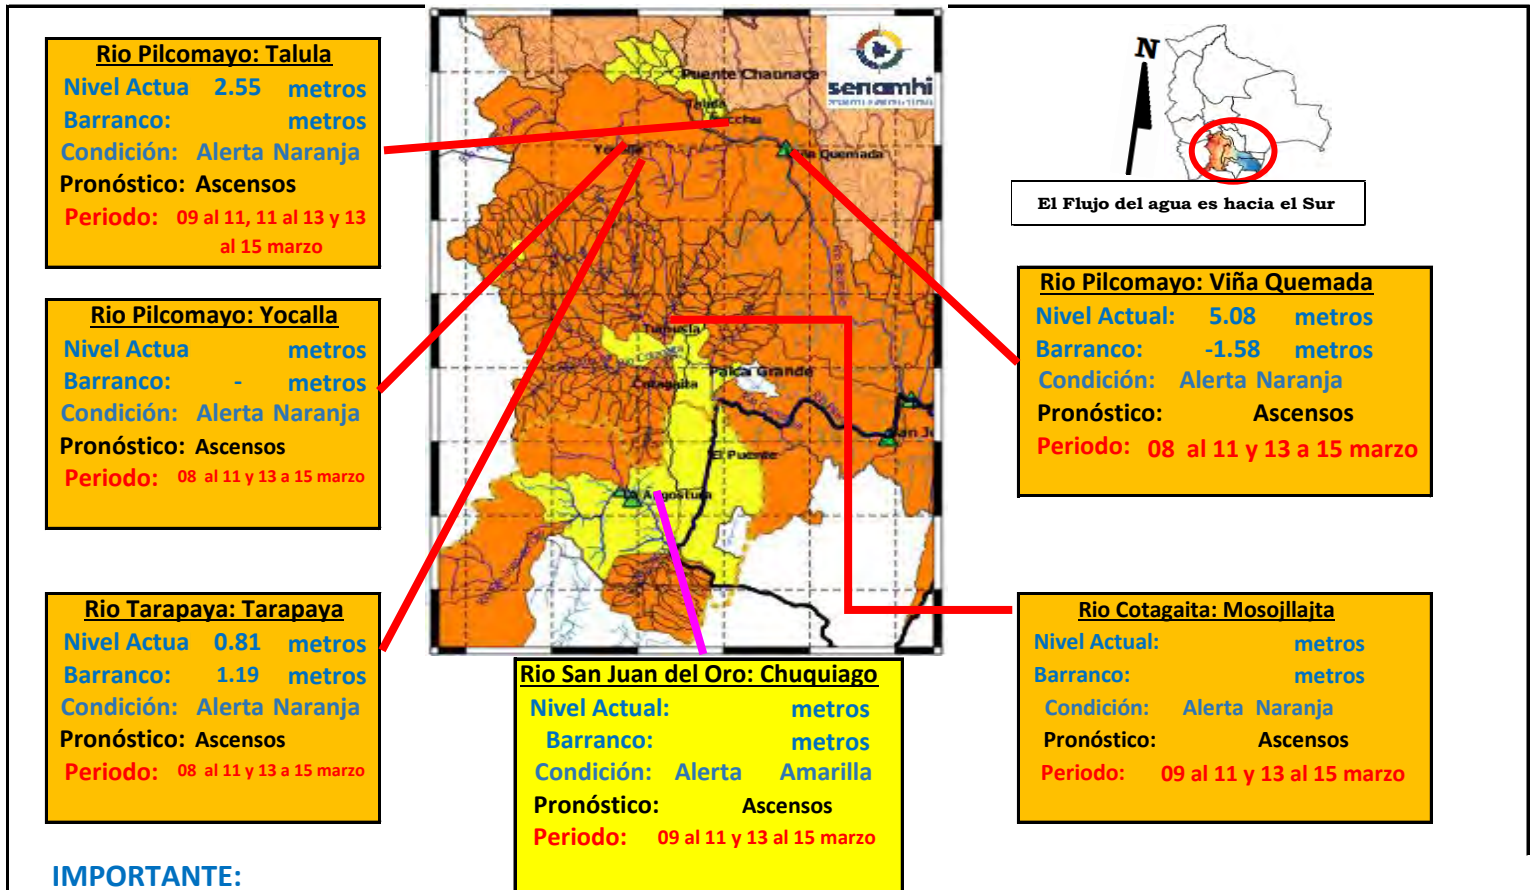 Rio Pilcomayo: Talula
Nivel Actua 2.55 metros
Barranco: metros
Condición: Alerta Naranja
Pronóstico: Ascensos
Periodo: 09 al 11, 11 al 13 y 13
al 15 marzo
Rio Pilcomayo: Yocalla
Nivel Actua metros
Barranco: - metros
Condición: Alerta Naranja
Pronóstico: Ascensos
Periodo: 08 al 11 y 13 a 15 marzo
Rio Tarapaya: Tarapaya
Nivel Actua 0.81 metros
Barranco: 1.19 metros
Condición: Alerta Naranja
Pronóstico: Ascensos
Periodo: 08 al 11 y 13 a 15 marzo
IMPORTANTE:
senamhi
Puente Chaunaca
Talula
Viña Quemada
Tumusla
Rio Cotagaita
Cotagaita
Palca Grande
El Puente
La Angostura
Rio San Juan del Oro: Chuquiago
Nivel Actual: metros
Barranco: metros
Condición: Alerta Amarilla
Pronóstico: Ascensos
Periodo: 09 al 11 y 13 al 15 marzo
N
El Flujo del agua es hacia el Sur
Rio Pilcomayo: Viña Quemada
Nivel Actual: 5.08 metros
Barranco: -1.58 metros
Condición: Alerta Naranja
Pronóstico: Ascensos
Periodo: 08 al 11 y 13 a 15 marzo
Rio Cotagaita: Mosojllajta
Nivel Actual: metros
Barranco: metros
Condición: Alerta Naranja
Pronóstico: Ascensos
Periodo: 09 al 11 y 13 al 15 marzo